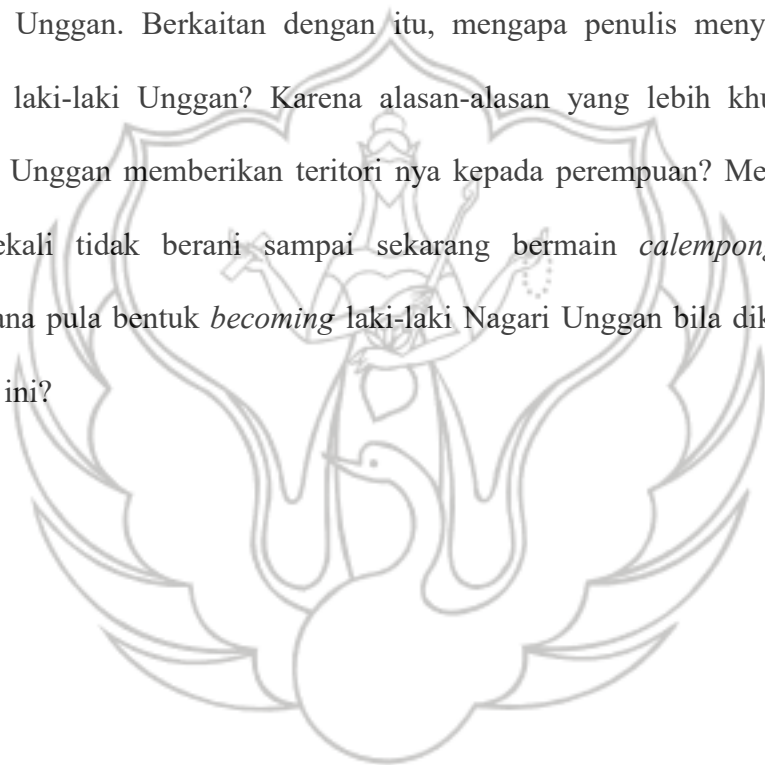 Unggan. Berkaitan dengan itu, mengapa penulis meny
laki-laki Unggan? Karena alasan-alasan yang lebih khu
Unggan memberikan teritori nya kepada perempuan? Me
ekali tidak berani sampai sekarang bermain calempong
ana pula bentuk becoming laki-laki Nagari Unggan bila dik
ini?